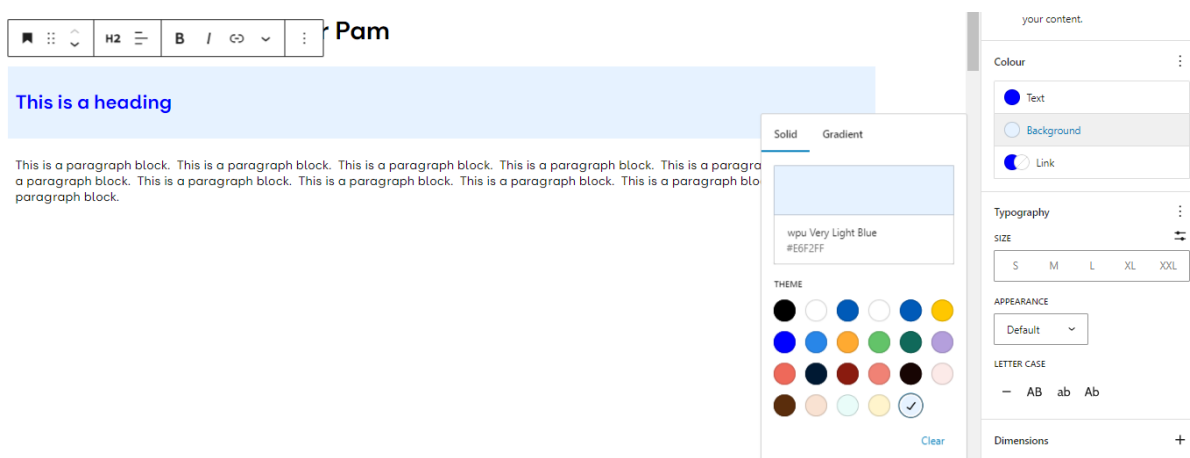 r Pam
H2 B I
This is a heading
This is a paragraph block. This is a paragraph block. This is a paragraph block. This is a paragraph block. This is a paragra
a paragraph block. This is a paragraph block. This is a paragraph block. This is a paragraph block. This is a paragraph blo
paragraph block.
Solid Gradient
wpu Very Light Blue
#E6F2FF
THEME
Clear
your content.
Colour
Text
Background
Link
Typography
SIZE
S M L XL XXL
APPEARANCE
Default
LETTER CASE
— AB ab Ab
Dimensions +